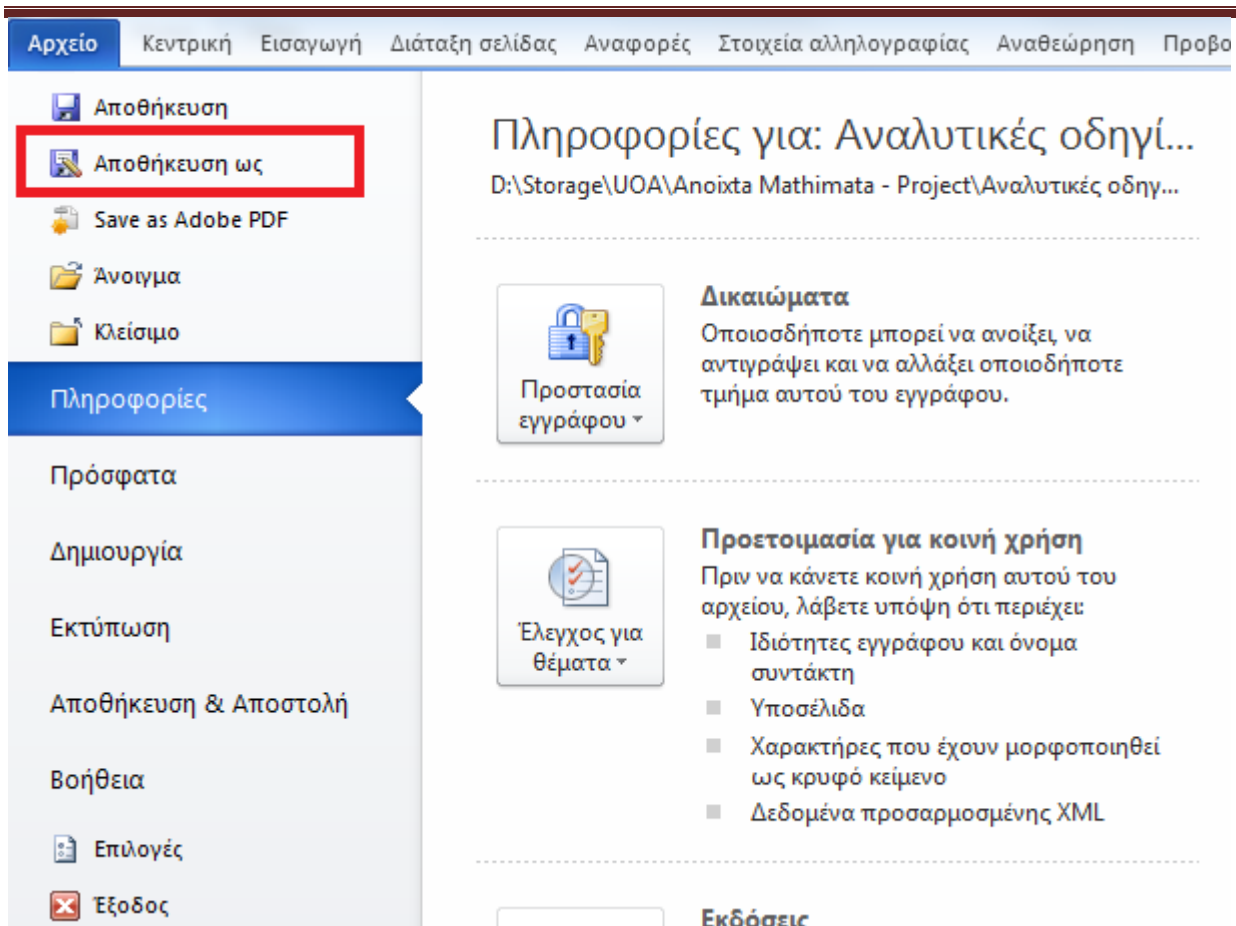 Αρχείο Κεντρική Εισαγωγή Διάταξη σελίδας Αναφορές Στοιχεία αλληλογραφίας Αναθεώρηση Προβο
Αποθήκευση
Αποθήκευση ως
Save as Adobe PDF
Άνοιγμα
Κλείσιμο
Πληροφορίες
Πρόσφατα
Δημιουργία
Εκτύπωση
Αποθήκευση & Αποστολή
Βοήθεια
Επιλογές
Έξοδος
Πληροφορίες για: Αναλυτικές οδηγί...
D:\Storage\UOA\Anoixta Mathimata - Project\Αναλυτικές οδηγ...
Προστασία
εγγράφου
Δικαιώματα
Οποιοσδήποτε μπορεί να ανοίξει, να
αντιγράψει και να αλλάξει οποιοδήποτε
τμήμα αυτού του εγγράφου.
Έλεγχος για
θέματα
Προετοιμασία για κοινή χρήση
Πριν να κάνετε κοινή χρήση αυτού του
αρχείου, λάβετε υπόψη ότι περιέχει:
Ιδιότητες εγγράφου και όνομα
συντάκτη
Υποσέλιδα
Χαρακτήρες που έχουν μορφοποιηθεί
ως κρυφό κείμενο
Δεδομένα προσαρμοσμένης XML
Εκδόσεις